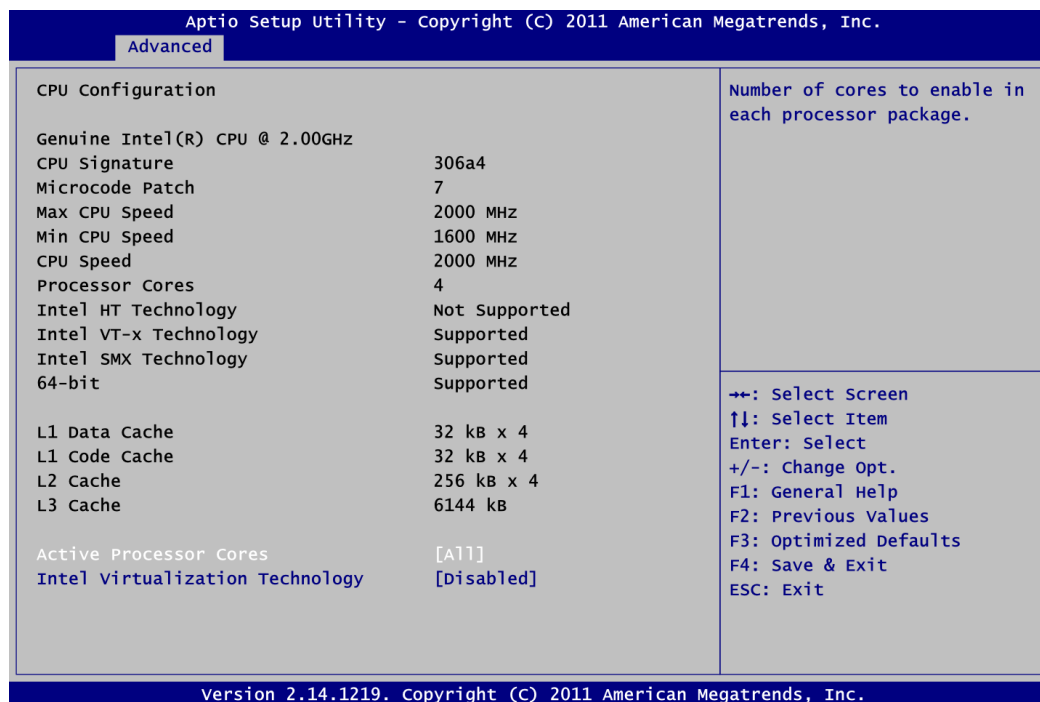 Aptio Setup Utility - Copyright (C) 2011 American Megatrends, Inc.
Advanced
CPU Configuration
Genuine Intel(R) CPU @ 2.00GHz
CPU Signature 306a4
Microcode Patch 7
Max CPU Speed 2000 MHz
Min CPU Speed 1600 MHz
CPU Speed 2000 MHz
Processor Cores 4
Intel HT Technology Not Supported
Intel VT-x Technology Supported
Intel SMX Technology Supported
64-bit Supported
L1 Data Cache 32 kB x 4
L1 Code Cache 32 kB x 4
L2 Cache 256 kB x 4
L3 Cache 6144 kB
Active Processor Cores [All]
Intel Virtualization Technology [Disabled]
Number of cores to enable in
each processor package.
→←: Select Screen
↑↓: Select Item
Enter: Select
+/-: Change Opt.
F1: General Help
F2: Previous Values
F3: Optimized Defaults
F4: Save & Exit
ESC: Exit
Version 2.14.1219. Copyright (C) 2011 American Megatrends, Inc.